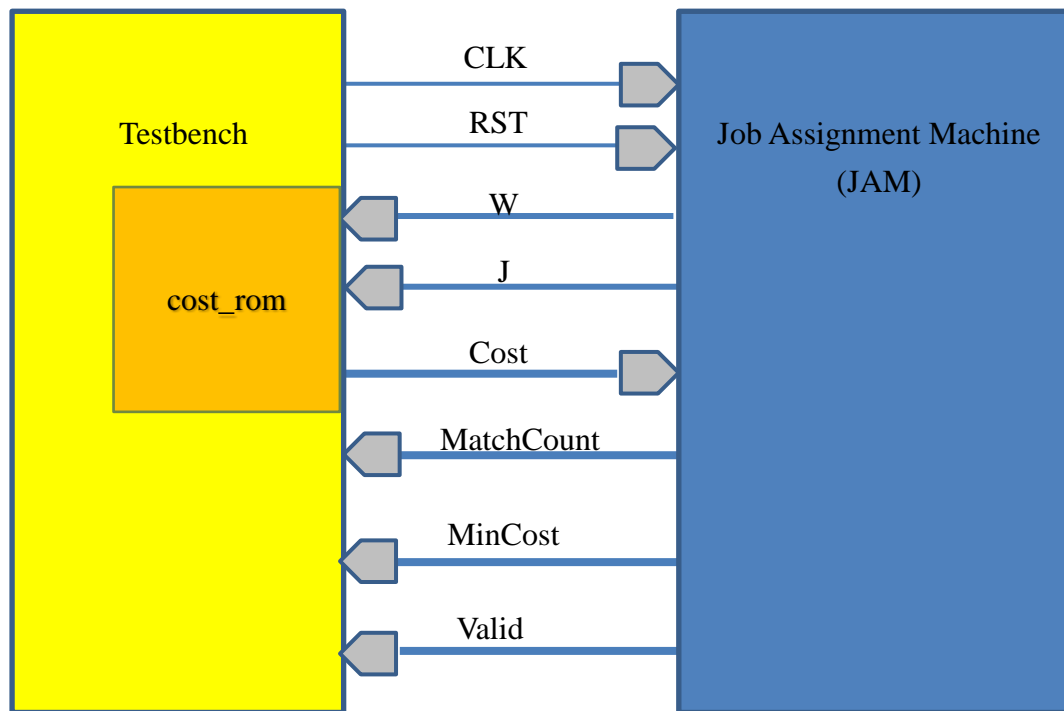 Testbench
cost_rom
CLK
RST
W
J
Cost
MatchCount
MinCost
Valid
Job Assignment Machine
(JAM)